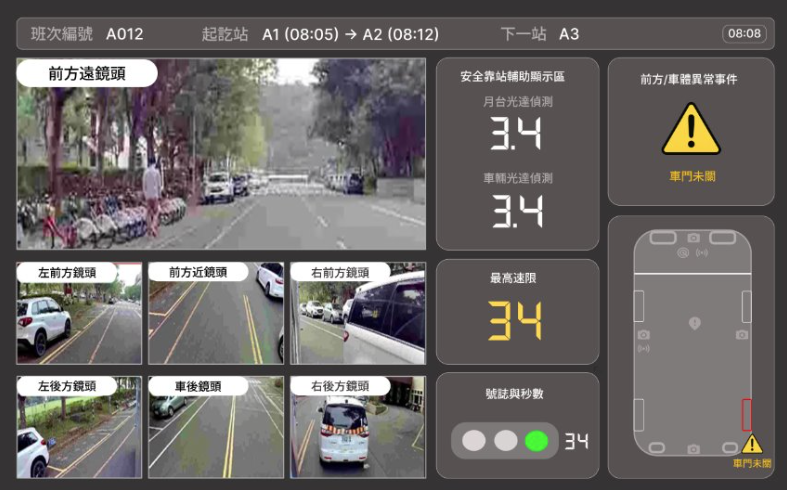 班次編號 A012 起訖站 A1 (08:05) → A2 (08:12) 下一站 A3 08:08
前方遠鏡頭
安全靠站輔助顯示區
月台光達偵測
3.4
車輛光達偵測
3.4
前方/車體異常事件
車門未關
左前方鏡頭
前方近鏡頭
右前方鏡頭
最高速限
34
左後方鏡頭
車後鏡頭
右後方鏡頭
號誌與秒數
34
車門未關